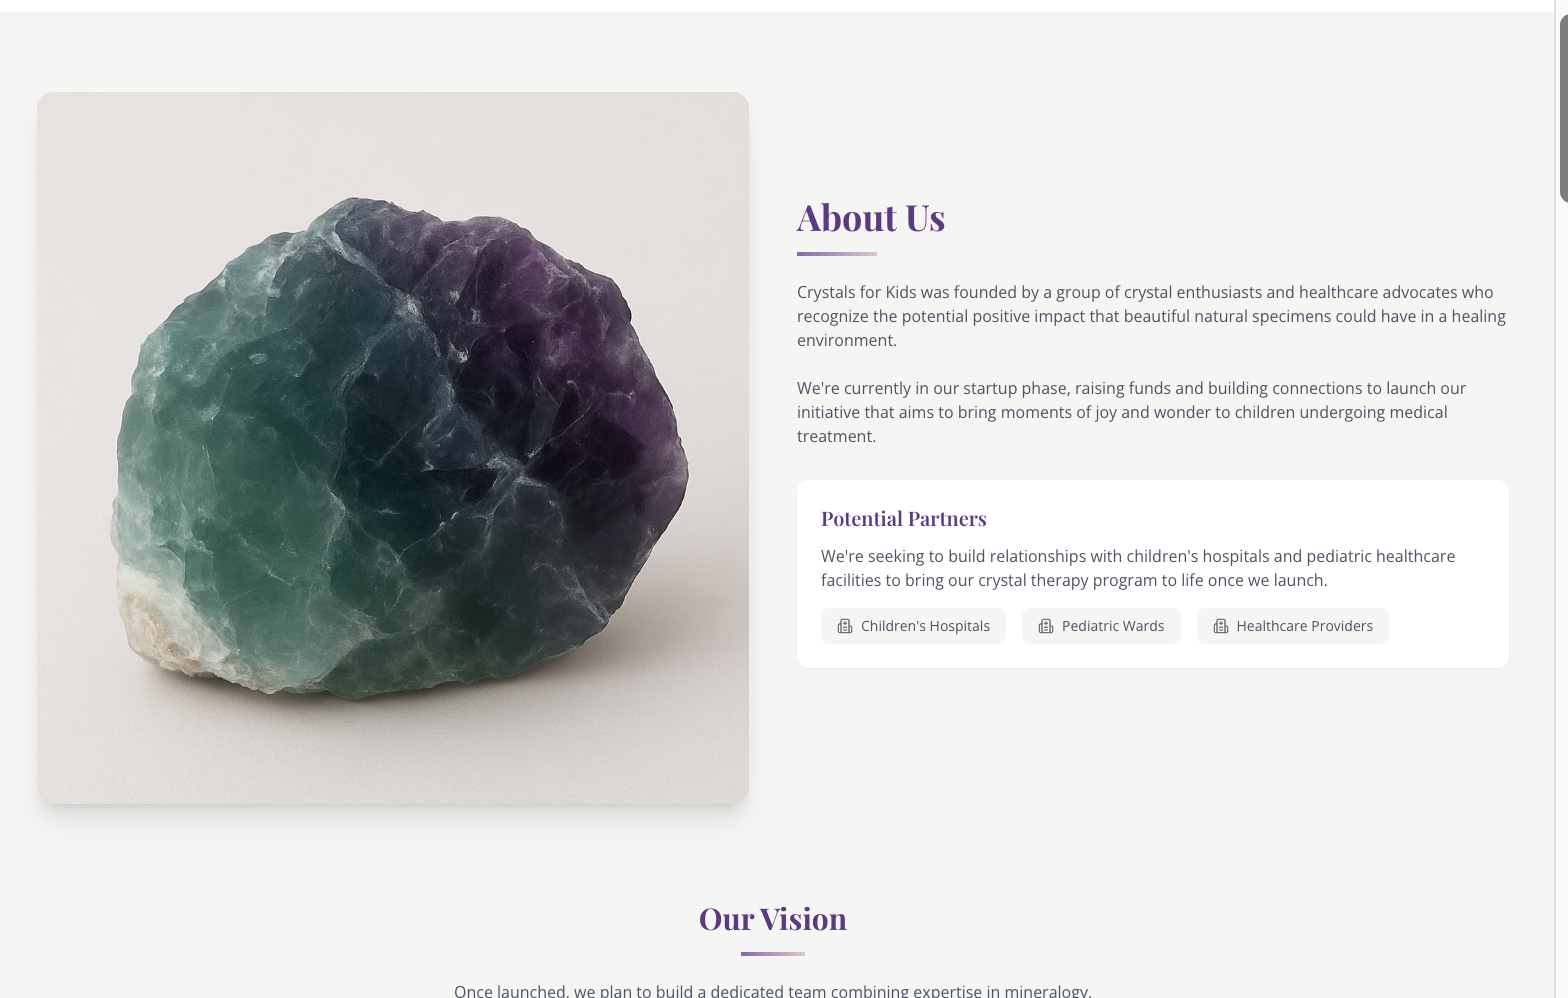 About Us
Crystals for Kids was founded by a group of crystal enthusiasts and healthcare advocates who
recognize the potential positive impact that beautiful natural specimens could have in a healing
environment.
We're currently in our startup phase, raising funds and building connections to launch our
initiative that aims to bring moments of joy and wonder to children undergoing medical
treatment.
Potential Partners
We're seeking to build relationships with children's hospitals and pediatric healthcare
facilities to bring our crystal therapy program to life once we launch.
Children's Hospitals
Pediatric Wards
Healthcare Providers
Our Vision
Once launched, we plan to build a dedicated team combining expertise in mineralogy,